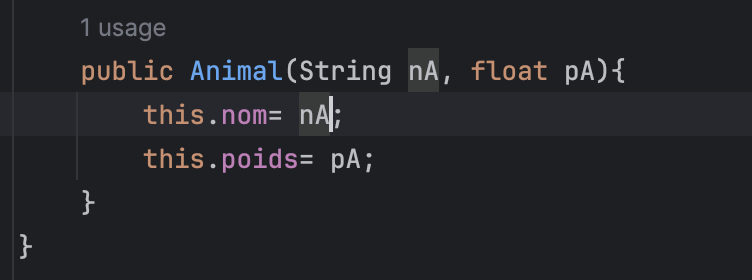 1 usage
public Animal(String nA, float pA){
this.nom= nA;
this.poids= pA;
}
}